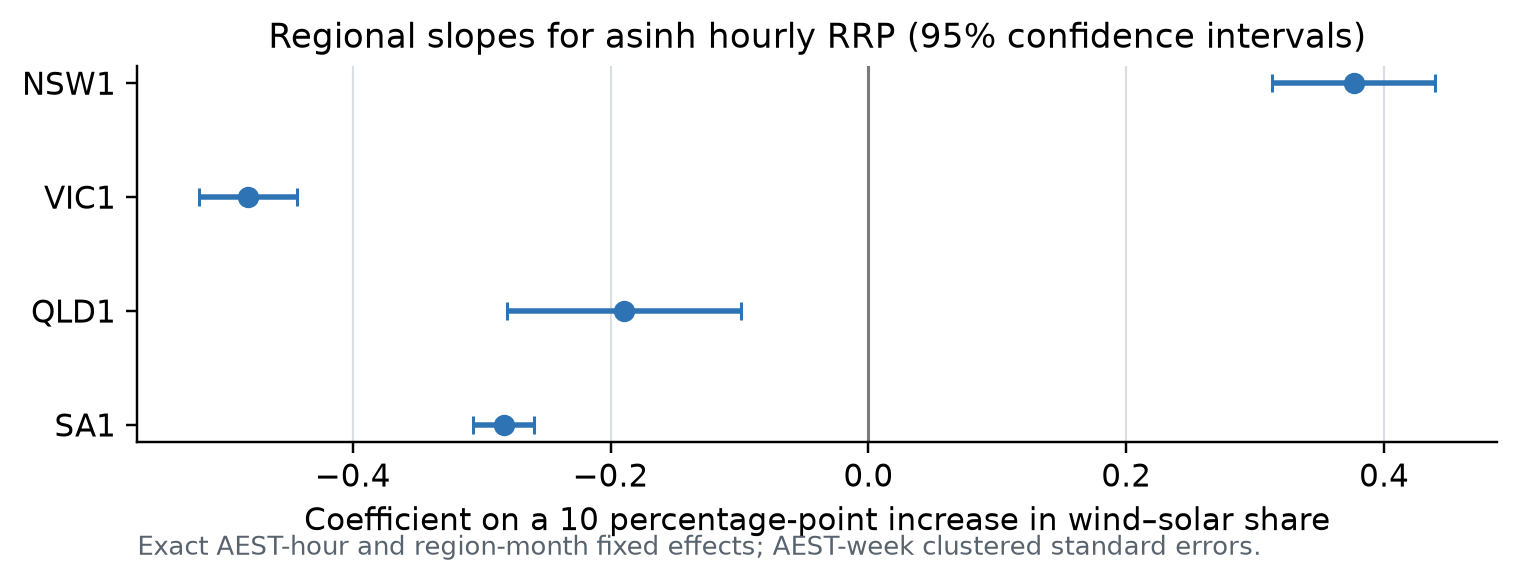 Regional slopes for asinh hourly RRP (95% confidence intervals)
NSW1
VIC1
QLD1
SA1
−0.4 −0.2 0.0 0.2 0.4
Coefficient on a 10 percentage-point increase in wind–solar share
Exact AEST-hour and region-month fixed effects; AEST-week clustered standard errors.